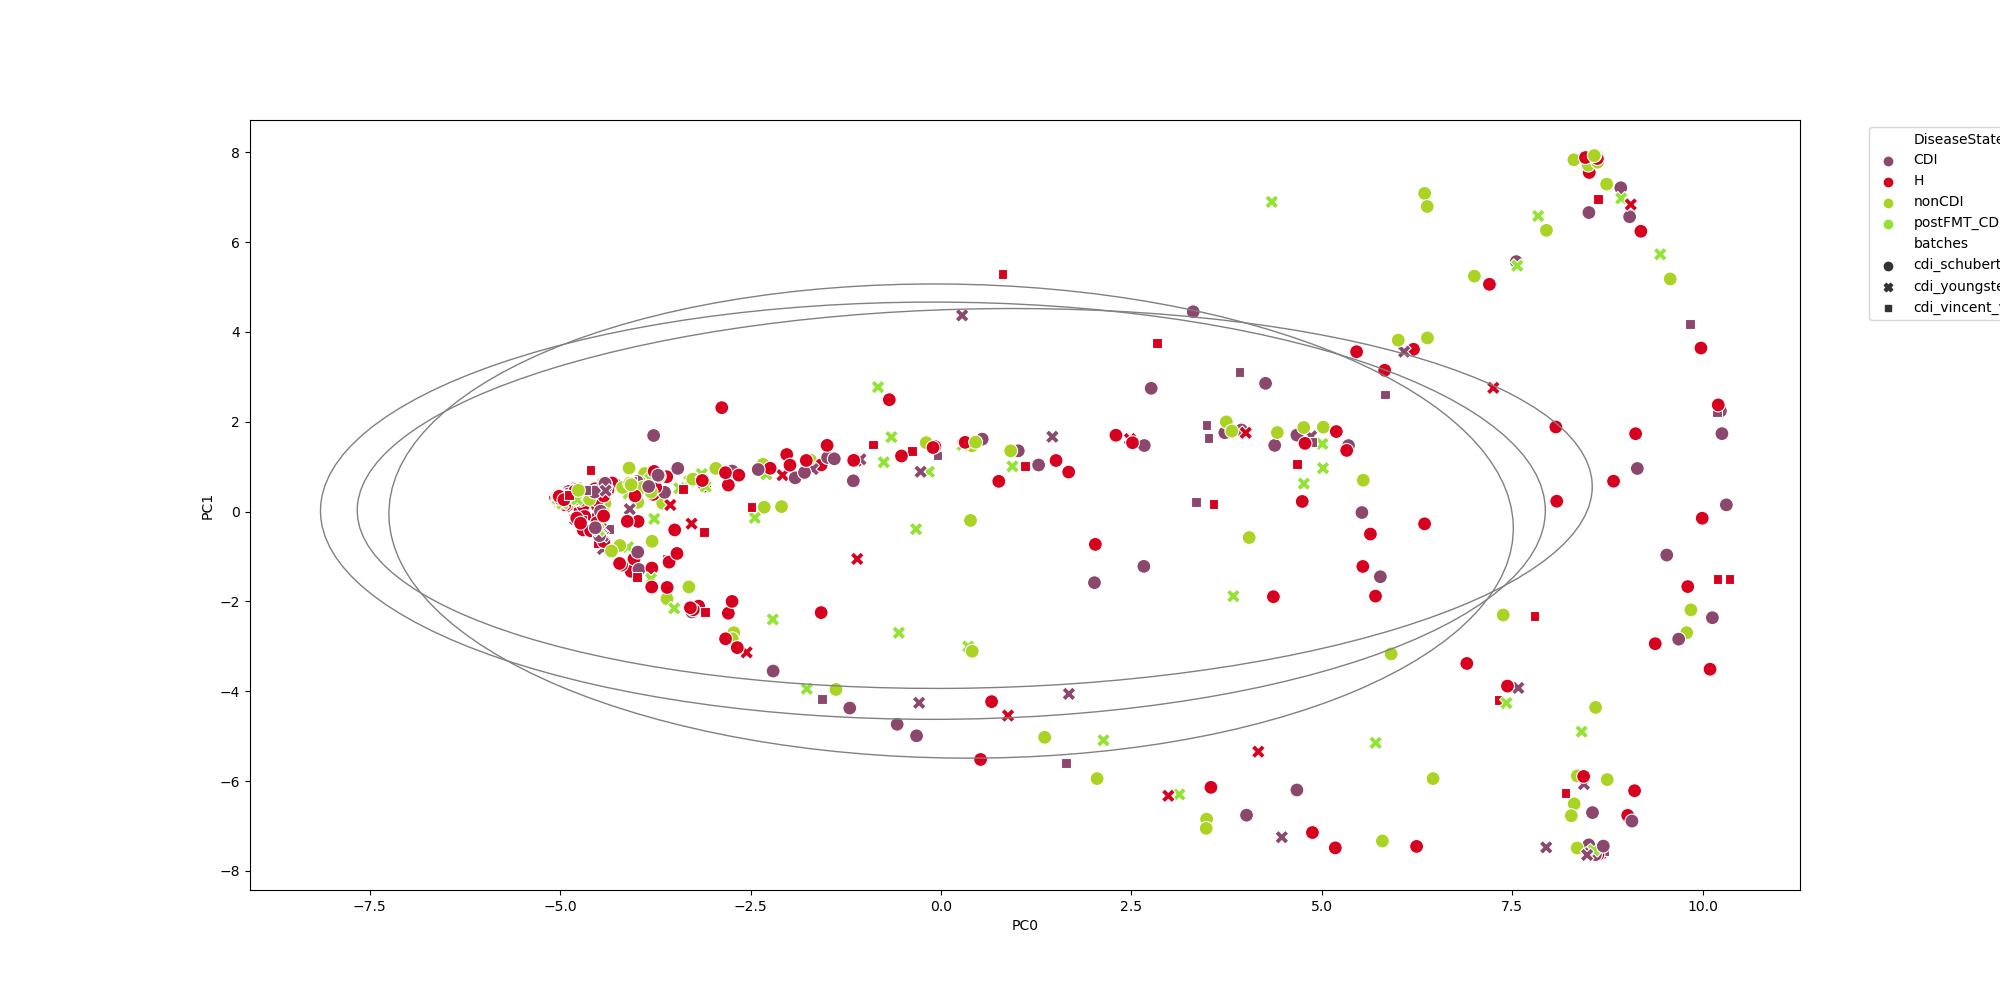 8
6
4
2
0
−2
−4
−6
−8
PC1
−7.5 −5.0 −2.5 0.0 2.5 5.0 7.5 10.0
PC0
DiseaseState
CDI
H
nonCDI
postFMT_CD
batches
cdi_schubert
cdi_youngste
cdi_vincent_